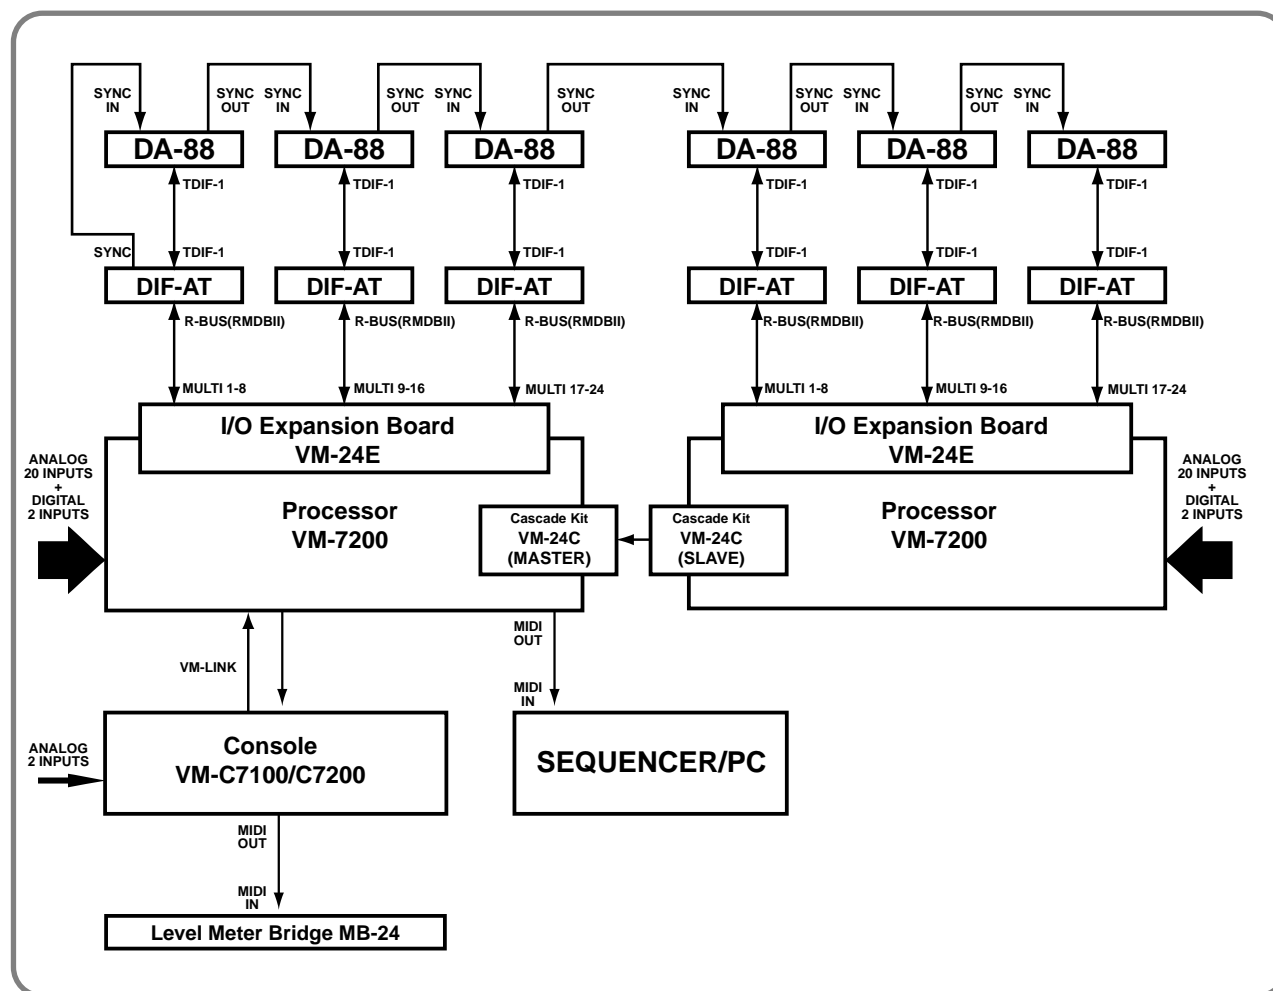 SYNC
IN
SYNC
OUT
SYNC
IN
SYNC
OUT
SYNC
IN
SYNC
OUT
SYNC
IN
SYNC
OUT
SYNC
IN
SYNC
OUT
SYNC
IN
DA-88
DA-88
DA-88
DA-88
DA-88
DA-88
TDIF-1
TDIF-1
TDIF-1
TDIF-1
TDIF-1
TDIF-1
SYNC
TDIF-1
TDIF-1
TDIF-1
TDIF-1
TDIF-1
TDIF-1
DIF-AT
DIF-AT
DIF-AT
DIF-AT
DIF-AT
DIF-AT
R-BUS(RMDBII)
R-BUS(RMDBII)
R-BUS(RMDBII)
R-BUS(RMDBII)
R-BUS(RMDBII)
R-BUS(RMDBII)
MULTI 1-8
MULTI 9-16
MULTI 17-24
MULTI 1-8
MULTI 9-16
MULTI 17-24
I/O Expansion Board
VM-24E
I/O Expansion Board
VM-24E
ANALOG
20 INPUTS
+
DIGITAL
2 INPUTS
Processor
VM-7200
Cascade Kit
VM-24C
(MASTER)
Cascade Kit
VM-24C
(SLAVE)
Processor
VM-7200
ANALOG
20 INPUTS
+
DIGITAL
2 INPUTS
VM-LINK
MIDI
OUT
MIDI
IN
ANALOG
2 INPUTS
Console
VM-C7100/C7200
SEQUENCER/PC
MIDI
OUT
MIDI
IN
Level Meter Bridge MB-24